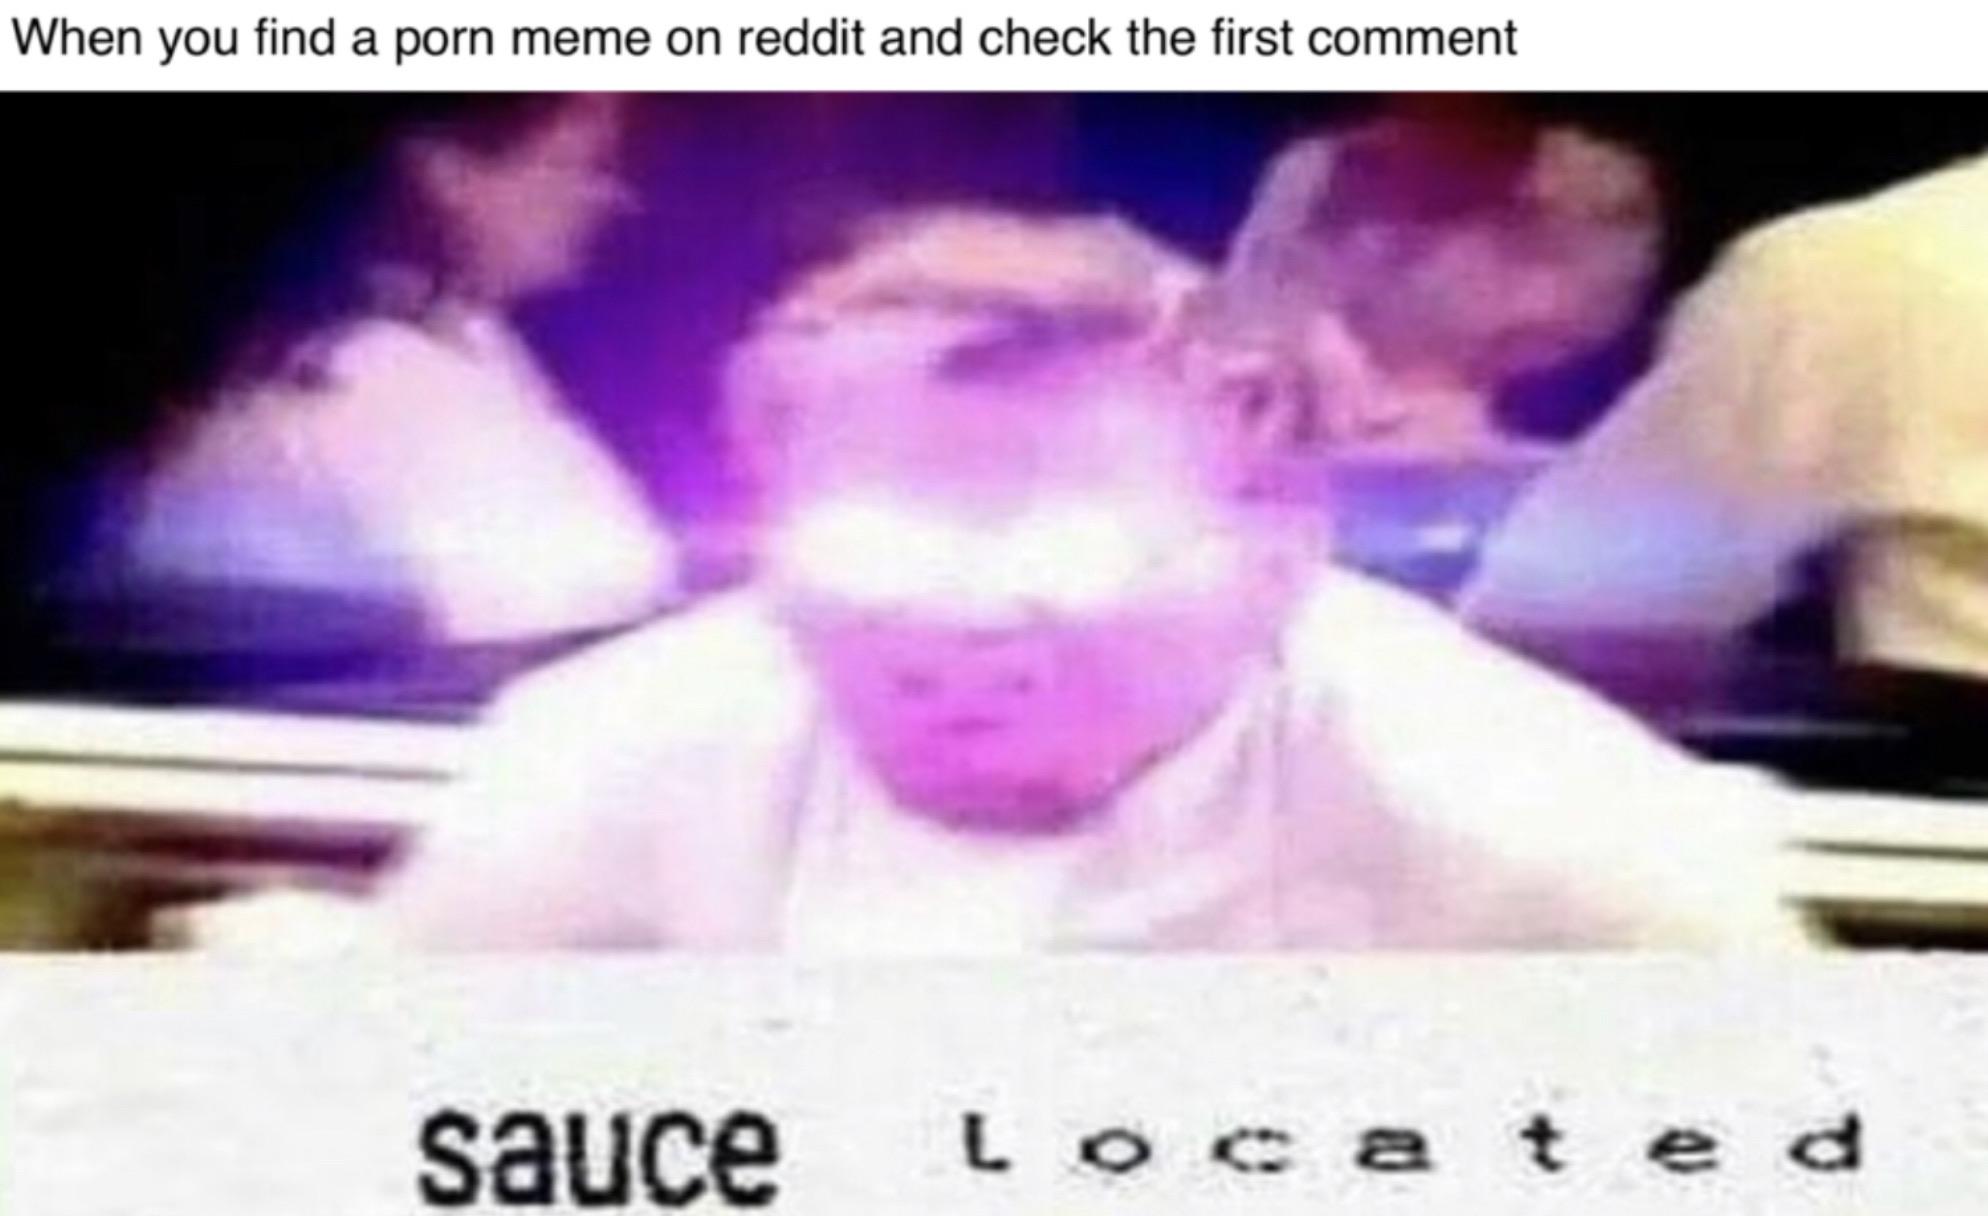 When you find a porn meme on reddit and check the first comment
sauce Located